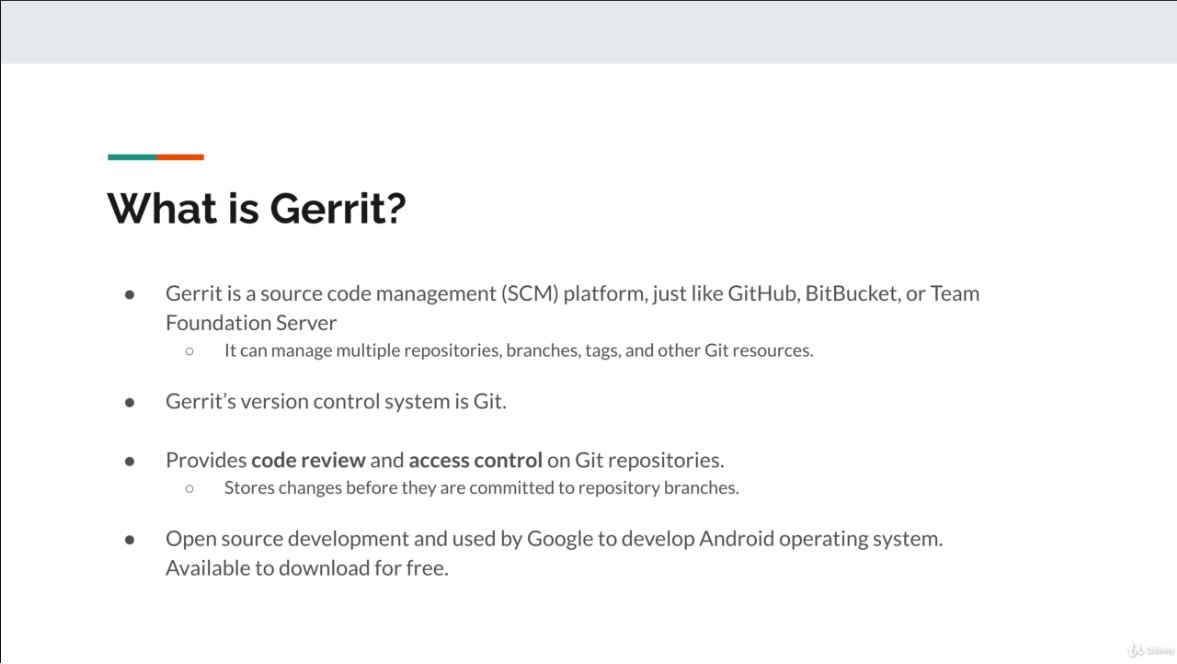 What is Gerrit?
● Gerrit is a source code management (SCM) platform, just like GitHub, BitBucket, or Team
Foundation Server
○ It can manage multiple repositories, branches, tags, and other Git resources.
● Gerrit’s version control system is Git.
● Provides code review and access control on Git repositories.
○ Stores changes before they are committed to repository branches.
● Open source development and used by Google to develop Android operating system.
Available to download for free.
Udemy